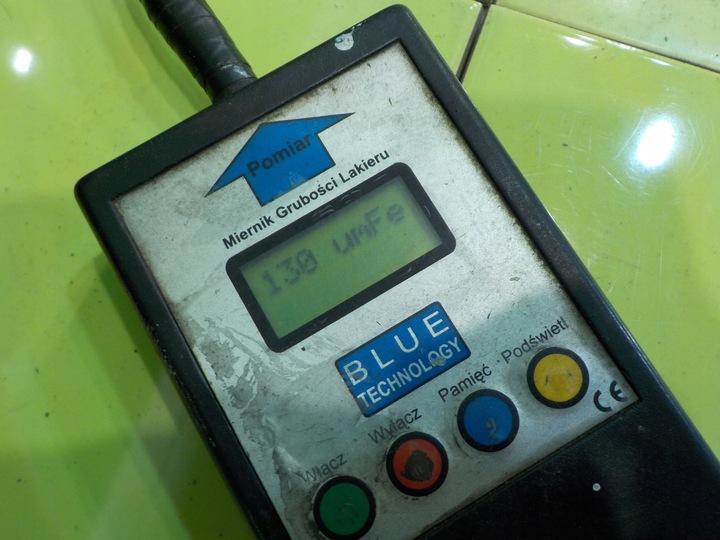 Pomiar
Miernik Grubości Lakieru
130 umFe
BLUE
TECHNOLOGY
Włącz
Wyłącz
Pamięć
Podświetl
CE